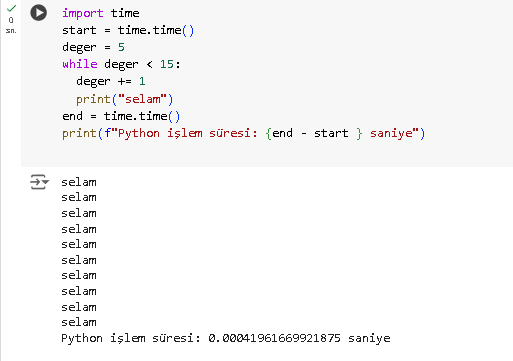 import time
start = time.time()
deger = 5
while deger < 15:
  deger += 1
  print("selam")
end = time.time()
print(f"Python işlem süresi: {end - start } saniye")
0
sn.
selam
selam
selam
selam
selam
selam
selam
selam
selam
selam
Python işlem süresi: 0.00041961669921875 saniye